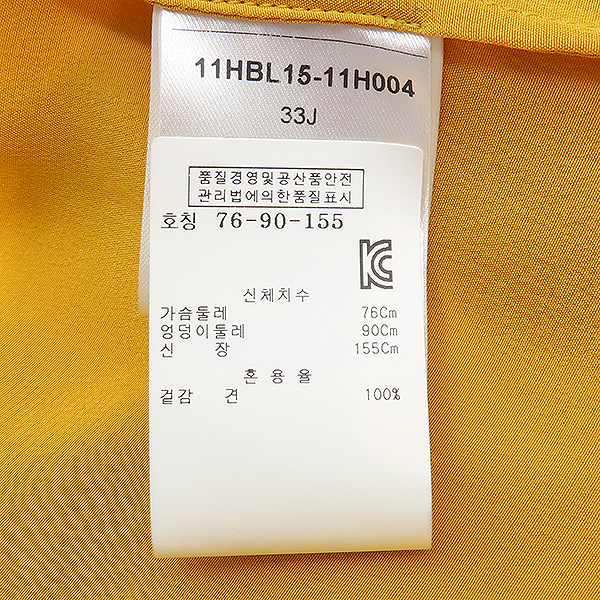 11HBL15-11H004
33J
품질경영및공산품안전
관리법에의한품질표시
호칭 76-90-155
신체치수
가슴둘레 76Cm
엉덩이둘레 90Cm
신 장 155Cm
혼 용 율
겉감 견 100%